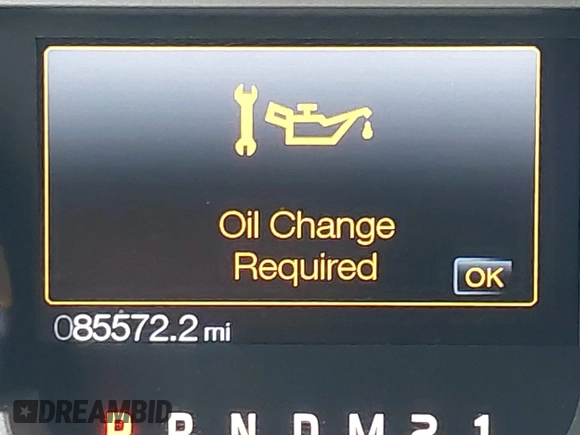 Oil Change
Required
OK
085572.2 mi
P R N D M 2 1
DREAMBID